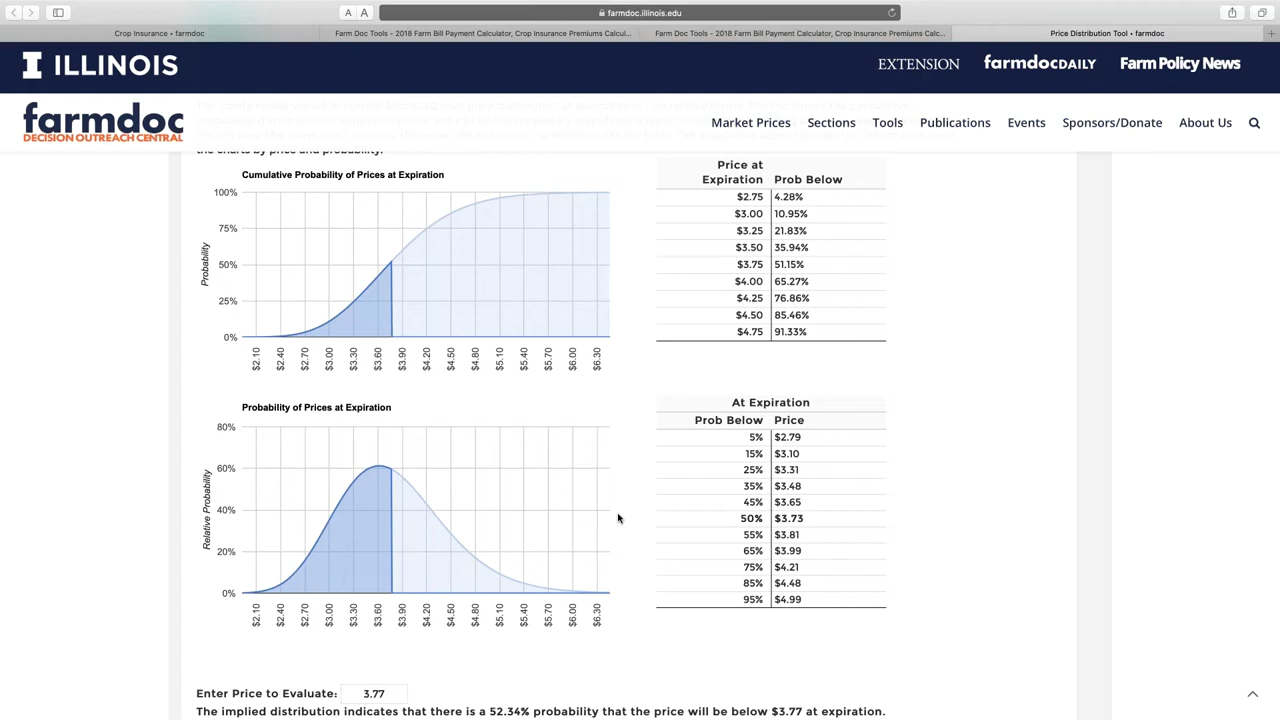 A A
farmdoc.illinois.edu
Crop Insurance • farmdoc
Farm Doc Tools - 2018 Farm Bill Payment Calculator, Crop Insurance Premiums Calcul...
Farm Doc Tools - 2018 Farm Bill Payment Calculator, Crop Insurance Premiums Calc...
Price Distribution Tool • farmdoc
I ILLINOIS
EXTENSION
farmdocDAILY
Farm Policy News
farmdoc
DECISION OUTREACH CENTRAL
Market Prices
Sections
Tools
Publications
Events
Sponsors/Donate
About Us
the charts by price and probability.
Cumulative Probability of Prices at Expiration
100%
75%
50%
25%
0%
Probability
$2.10 $2.40 $2.70 $3.00 $3.30 $3.60 $3.90 $4.20 $4.50 $4.80 $5.10 $5.40 $5.70 $6.00 $6.30
Price at
Expiration Prob Below
$2.75 4.28%
$3.00 10.95%
$3.25 21.83%
$3.50 35.94%
$3.75 51.15%
$4.00 65.27%
$4.25 76.86%
$4.50 85.46%
$4.75 91.33%
Probability of Prices at Expiration
80%
60%
40%
20%
0%
Relative Probability
$2.10 $2.40 $2.70 $3.00 $3.30 $3.60 $3.90 $4.20 $4.50 $4.80 $5.10 $5.40 $5.70 $6.00 $6.30
At Expiration
Prob Below Price
5% $2.79
15% $3.10
25% $3.31
35% $3.48
45% $3.65
50% $3.73
55% $3.81
65% $3.99
75% $4.21
85% $4.48
95% $4.99
Enter Price to Evaluate: 3.77
The implied distribution indicates that there is a 52.34% probability that the price will be below $3.77 at expiration.